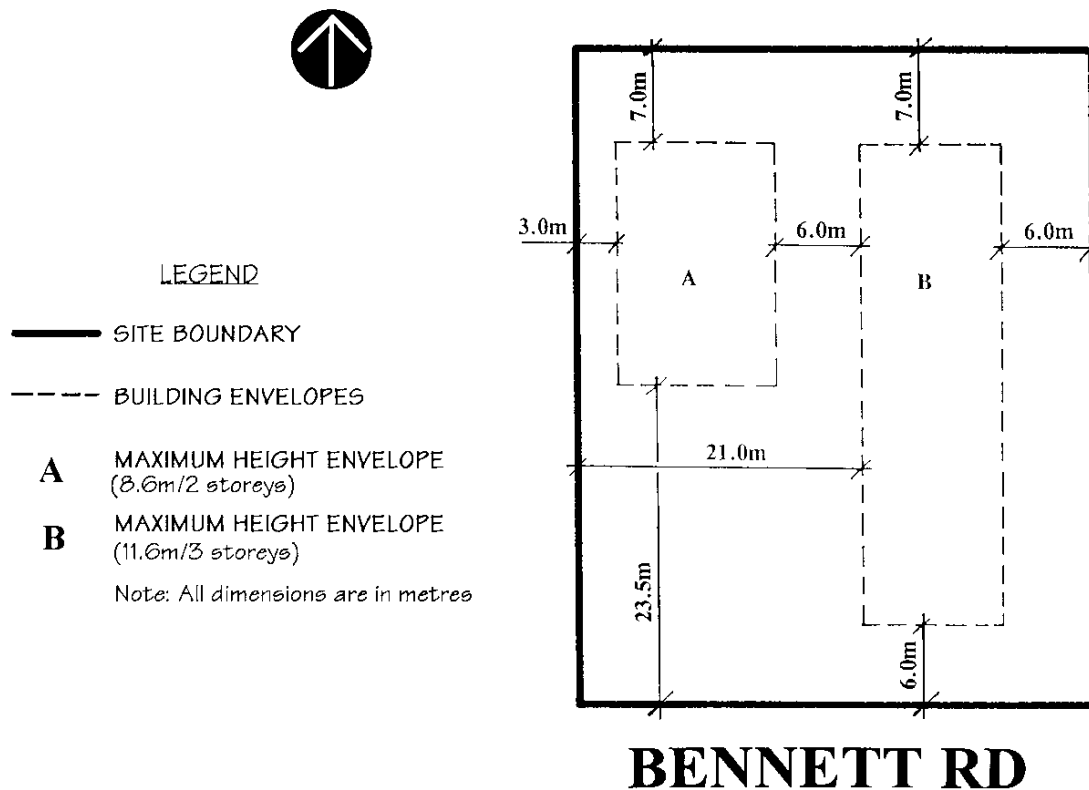 7.0m
7.0m
3.0m
6.0m
6.0m
A
B
LEGEND
SITE BOUNDARY
BUILDING ENVELOPES
A MAXIMUM HEIGHT ENVELOPE
(8.6m/2 storeys)
B MAXIMUM HEIGHT ENVELOPE
(11.6m/3 storeys)
Note: All dimensions are in metres
21.0m
23.5m
6.0m
BENNETT RD